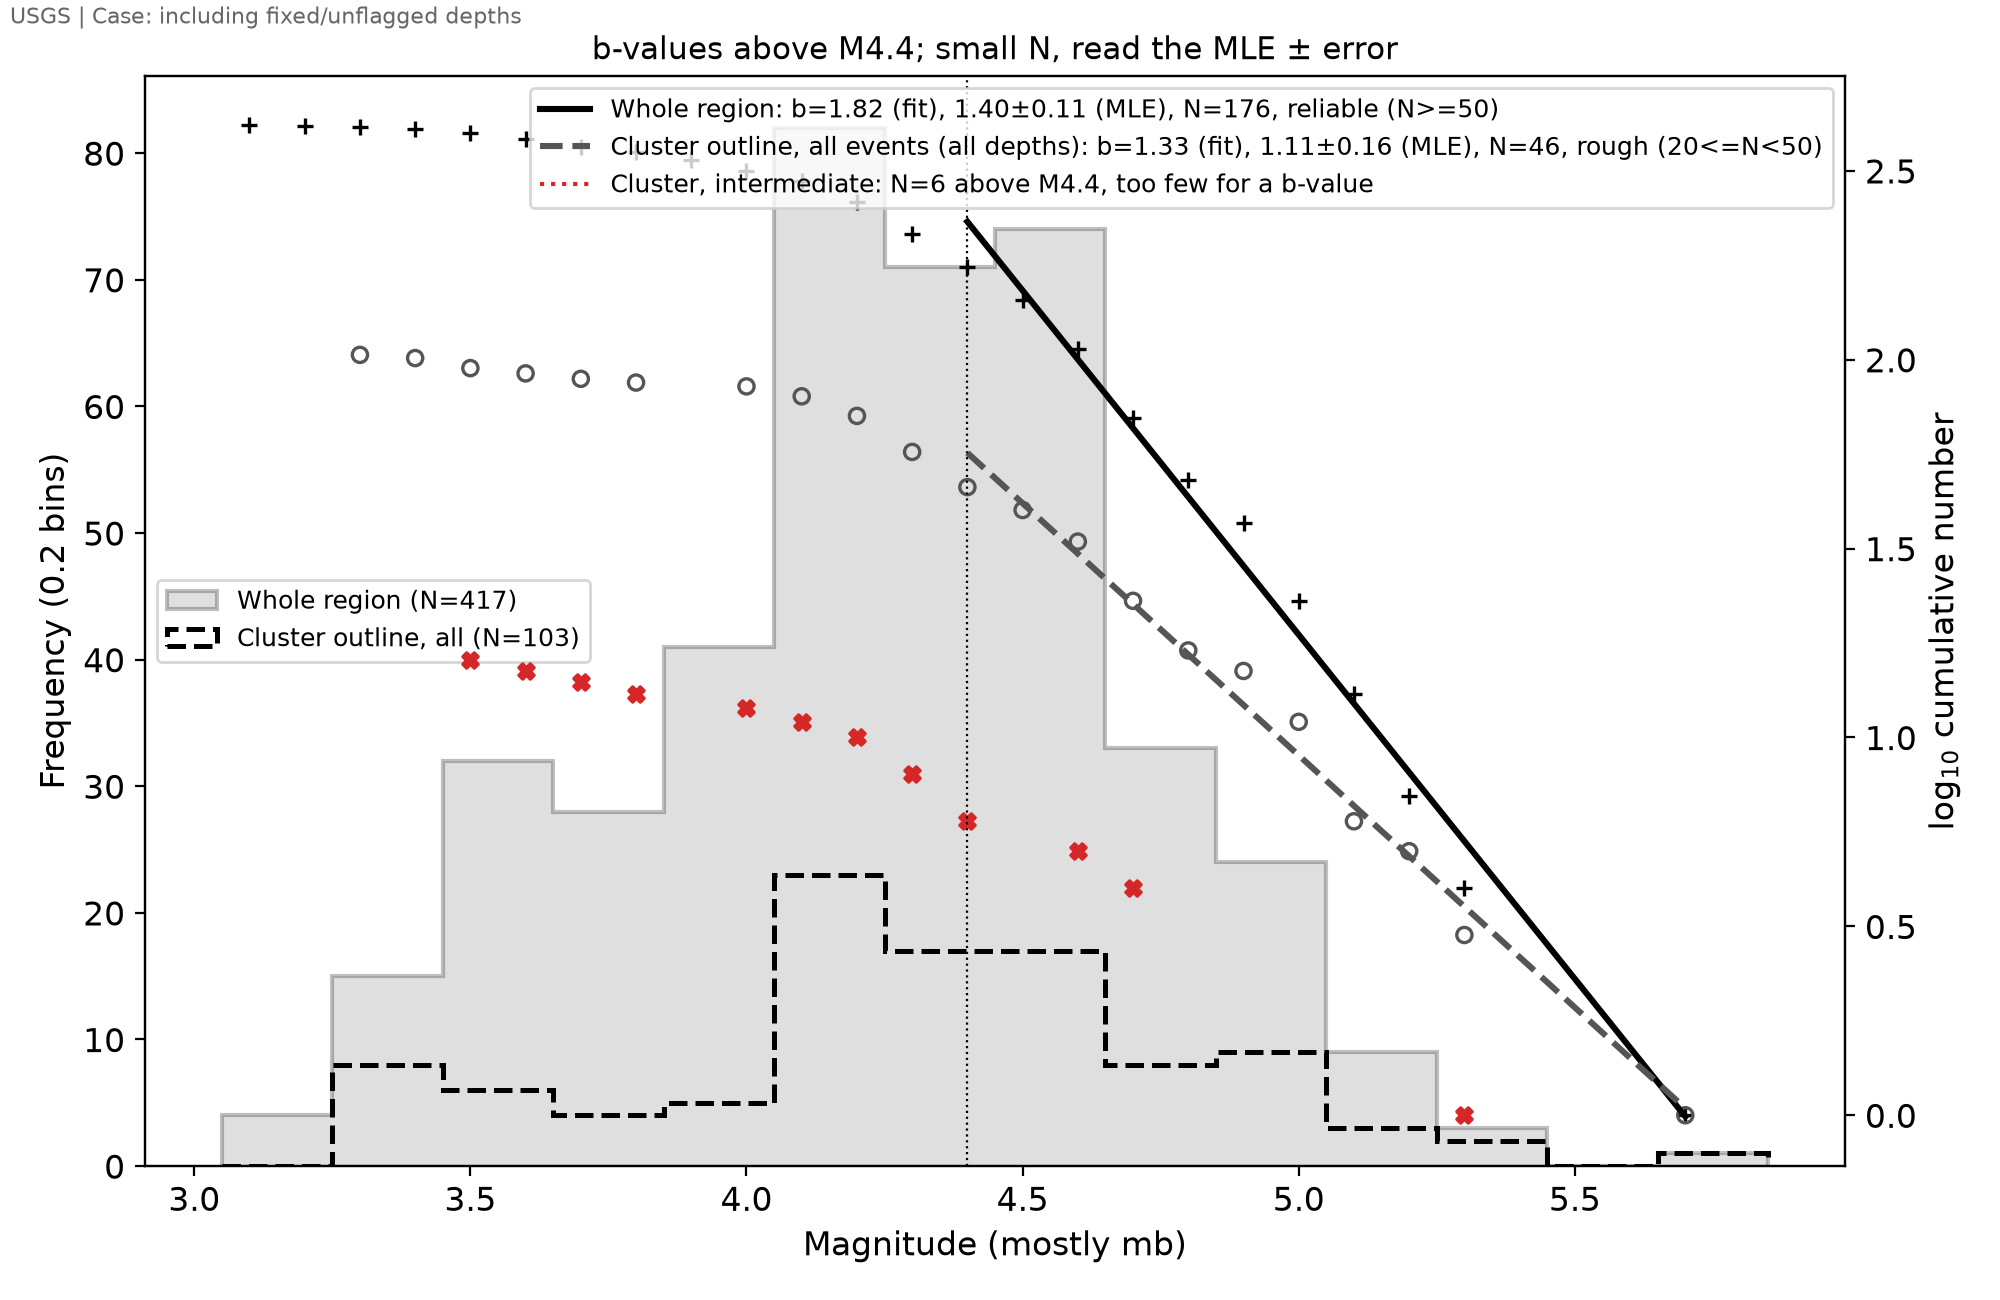 USGS | Case: including fixed/unflagged depths
b-values above M4.4; small N, read the MLE ± error
Whole region: b=1.82 (fit), 1.40±0.11 (MLE), N=176, reliable (N>=50)
Cluster outline, all events (all depths): b=1.33 (fit), 1.11±0.16 (MLE), N=46, rough (20<=N<50)
Cluster, intermediate: N=6 above M4.4, too few for a b-value
Whole region (N=417)
Cluster outline, all (N=103)
Frequency (0.2 bins)
80
70
60
50
40
30
20
10
0
log₁₀ cumulative number
2.5
2.0
1.5
1.0
0.5
0.0
3.0 3.5 4.0 4.5 5.0 5.5
Magnitude (mostly mb)